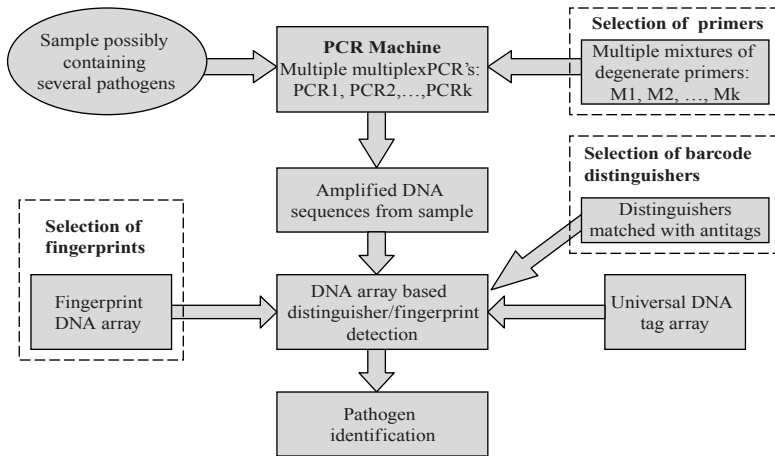 Sample possibly
containing
several pathogens
PCR Machine
Multiple multiplexPCR's:
PCR1, PCR2,…,PCRk
Selection of primers
Multiple mixtures of
degenerate primers:
M1, M2, …, Mk
Amplified DNA
sequences from sample
Selection of barcode
distinguishers
Distinguishers
matched with antitags
Selection of
fingerprints
Fingerprint
DNA array
DNA array based
distinguisher/fingerprint
detection
Universal DNA
tag array
Pathogen
identification